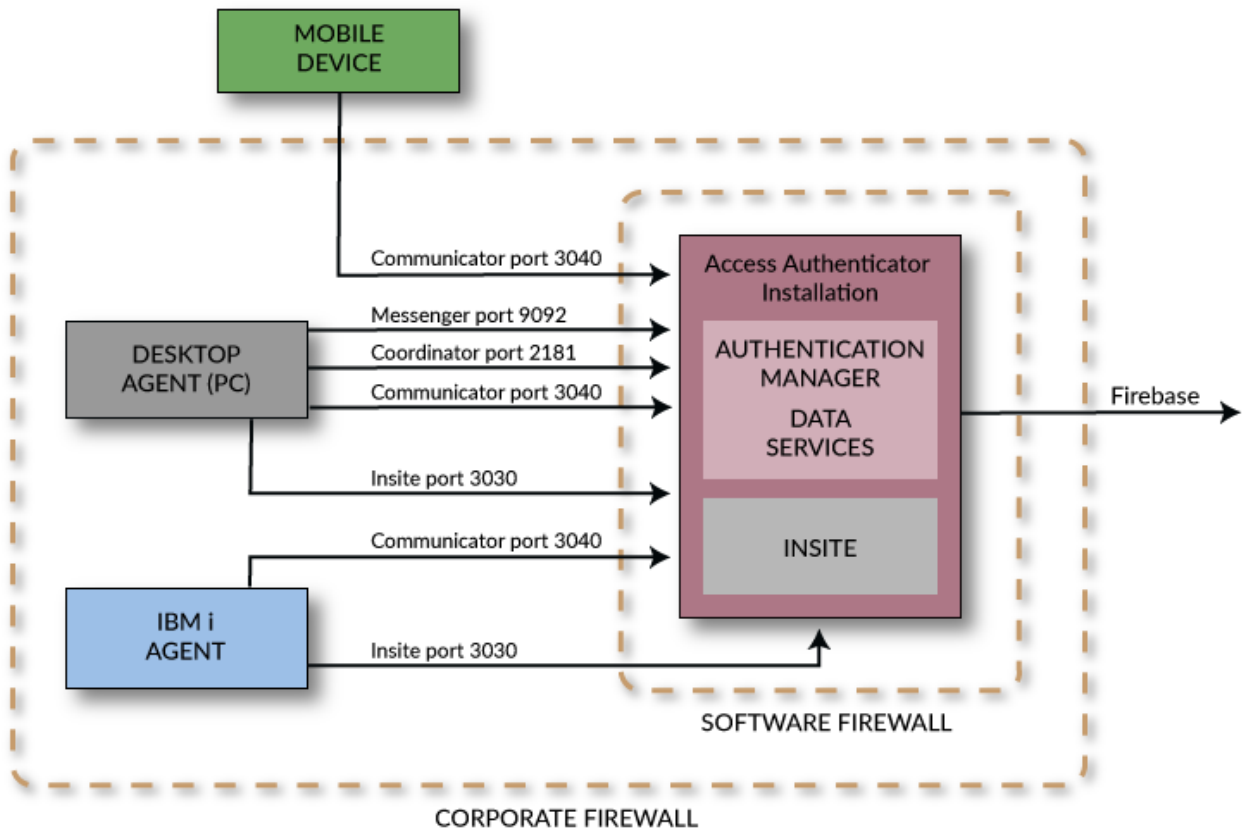 MOBILE
DEVICE
Communicator port 3040
Messenger port 9092
Coordinator port 2181
Communicator port 3040
DESKTOP
AGENT (PC)
Insite port 3030
Communicator port 3040
IBM i
AGENT
Insite port 3030
Access Authenticator
Installation
AUTHENTICATION
MANAGER
DATA
SERVICES
INSITE
Firebase
SOFTWARE FIREWALL
CORPORATE FIREWALL